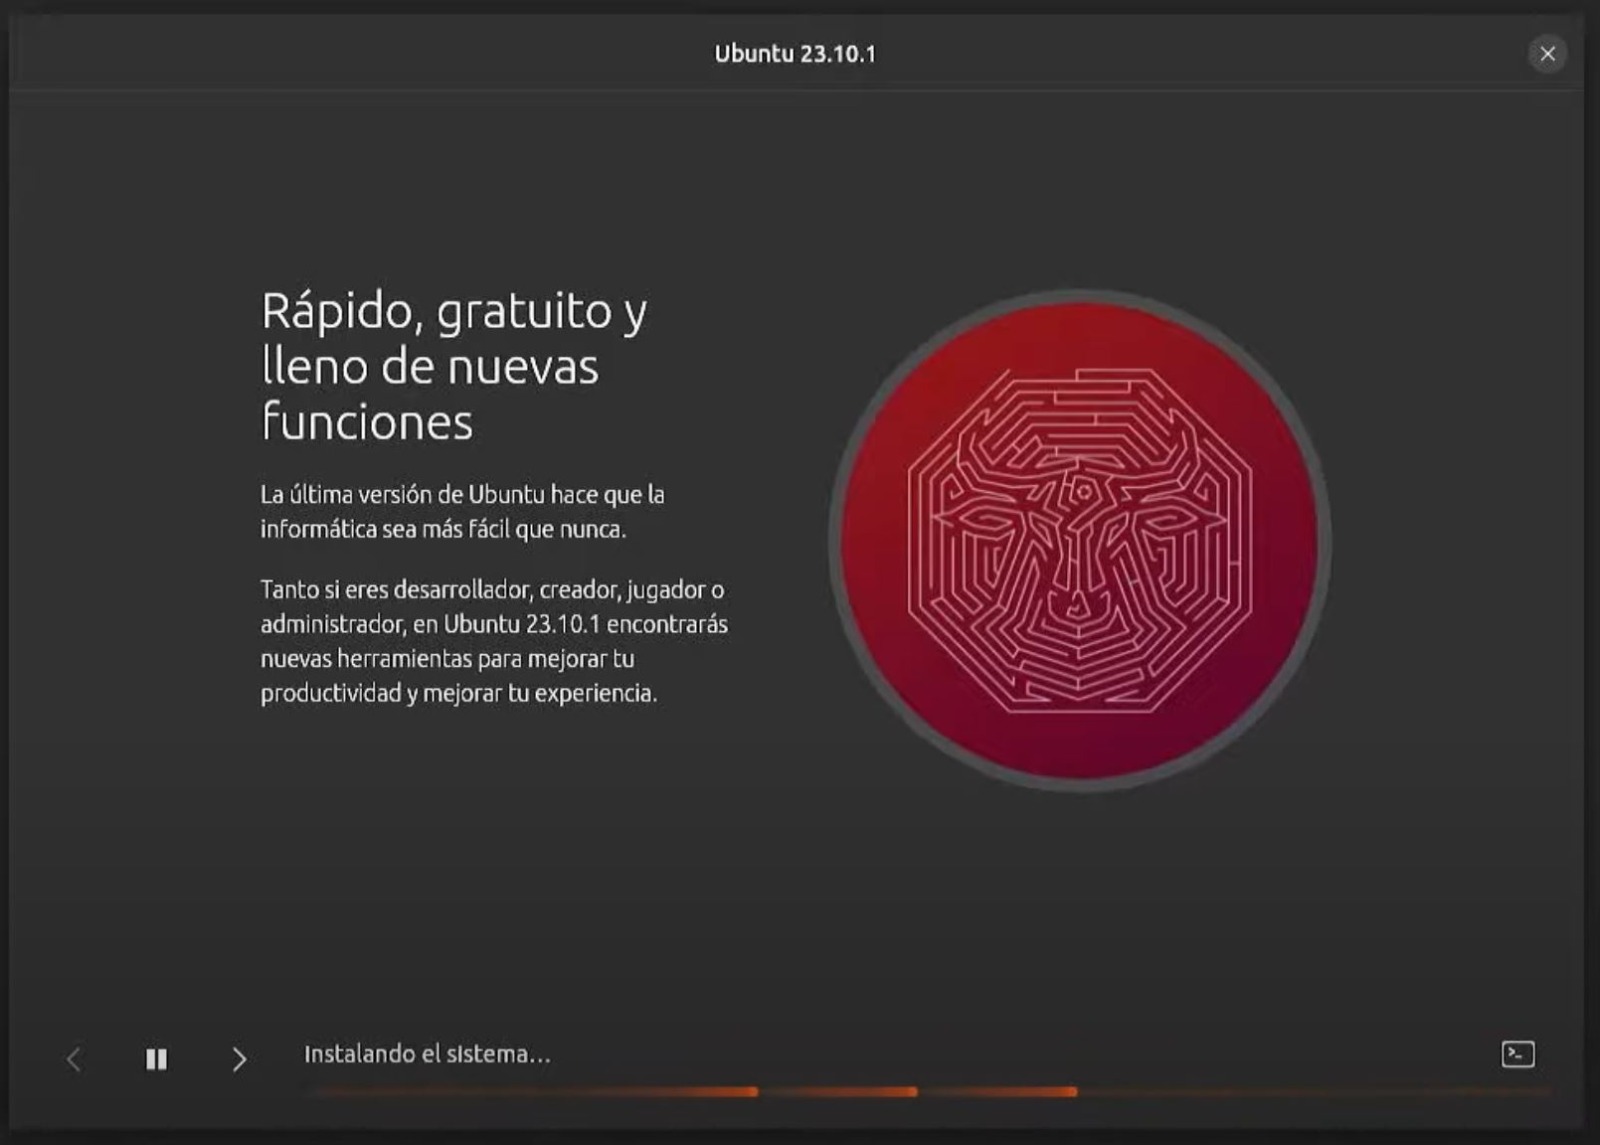 Ubuntu 23.10.1
Rápido, gratuito y
lleno de nuevas
funciones
La última versión de Ubuntu hace que la
informática sea más fácil que nunca.
Tanto si eres desarrollador, creador, jugador o
administrador, en Ubuntu 23.10.1 encontrarás
nuevas herramientas para mejorar tu
productividad y mejorar tu experiencia.
Instalando el sistema...